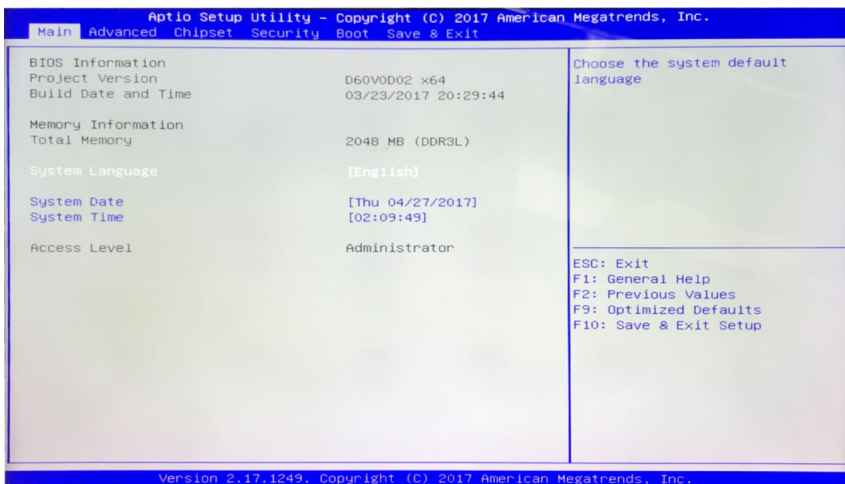 Aptio Setup Utility – Copyright (C) 2017 American Megatrends, Inc.
Main Advanced Chipset Security Boot Save & Exit
BIOS Information
Project Version D60V0D02 x64
Build Date and Time 03/23/2017 20:29:44
Memory Information
Total Memory 2048 MB (DDR3L)
System Language [English]
System Date [Thu 04/27/2017]
System Time [02:09:49]
Access Level Administrator
Choose the system default
language
ESC: Exit
F1: General Help
F2: Previous Values
F9: Optimized Defaults
F10: Save & Exit Setup
Version 2.17.1249. Copyright (C) 2017 American Megatrends, Inc.